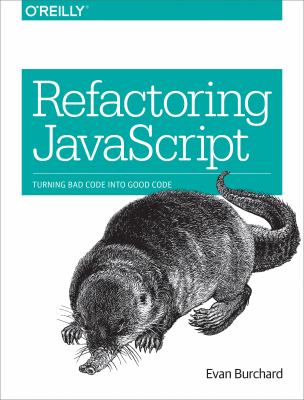 O'REILLY®
Refactoring
JavaScript
TURNING BAD CODE INTO GOOD CODE
Evan Burchard